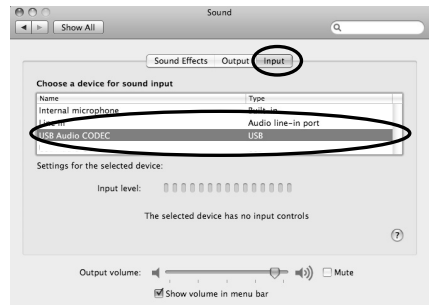 Sound
Show All
Sound Effects Output Input
Choose a device for sound input
Name Type
Internal microphone Built-in
Line In Audio line-in port
USB Audio CODEC USB
Settings for the selected device:
Input level:
The selected device has no input controls
?
Output volume: Mute
Show volume in menu bar